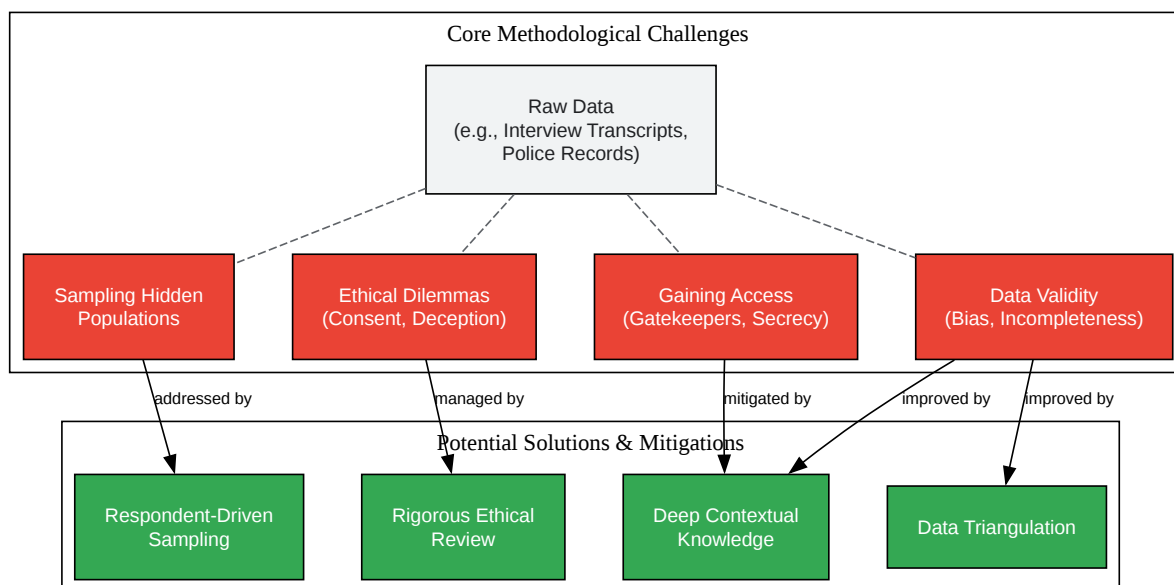 Core Methodological Challenges
Raw Data
(e.g., Interview Transcripts,
Police Records)
Sampling Hidden
Populations
Ethical Dilemmas
(Consent, Deception)
Gaining Access
(Gatekeepers, Secrecy)
Data Validity
(Bias, Incompleteness)
addressed by
managed by
mitigated by
improved by
improved by
Potential Solutions & Mitigations
Respondent-Driven
Sampling
Rigorous Ethical
Review
Deep Contextual
Knowledge
Data Triangulation